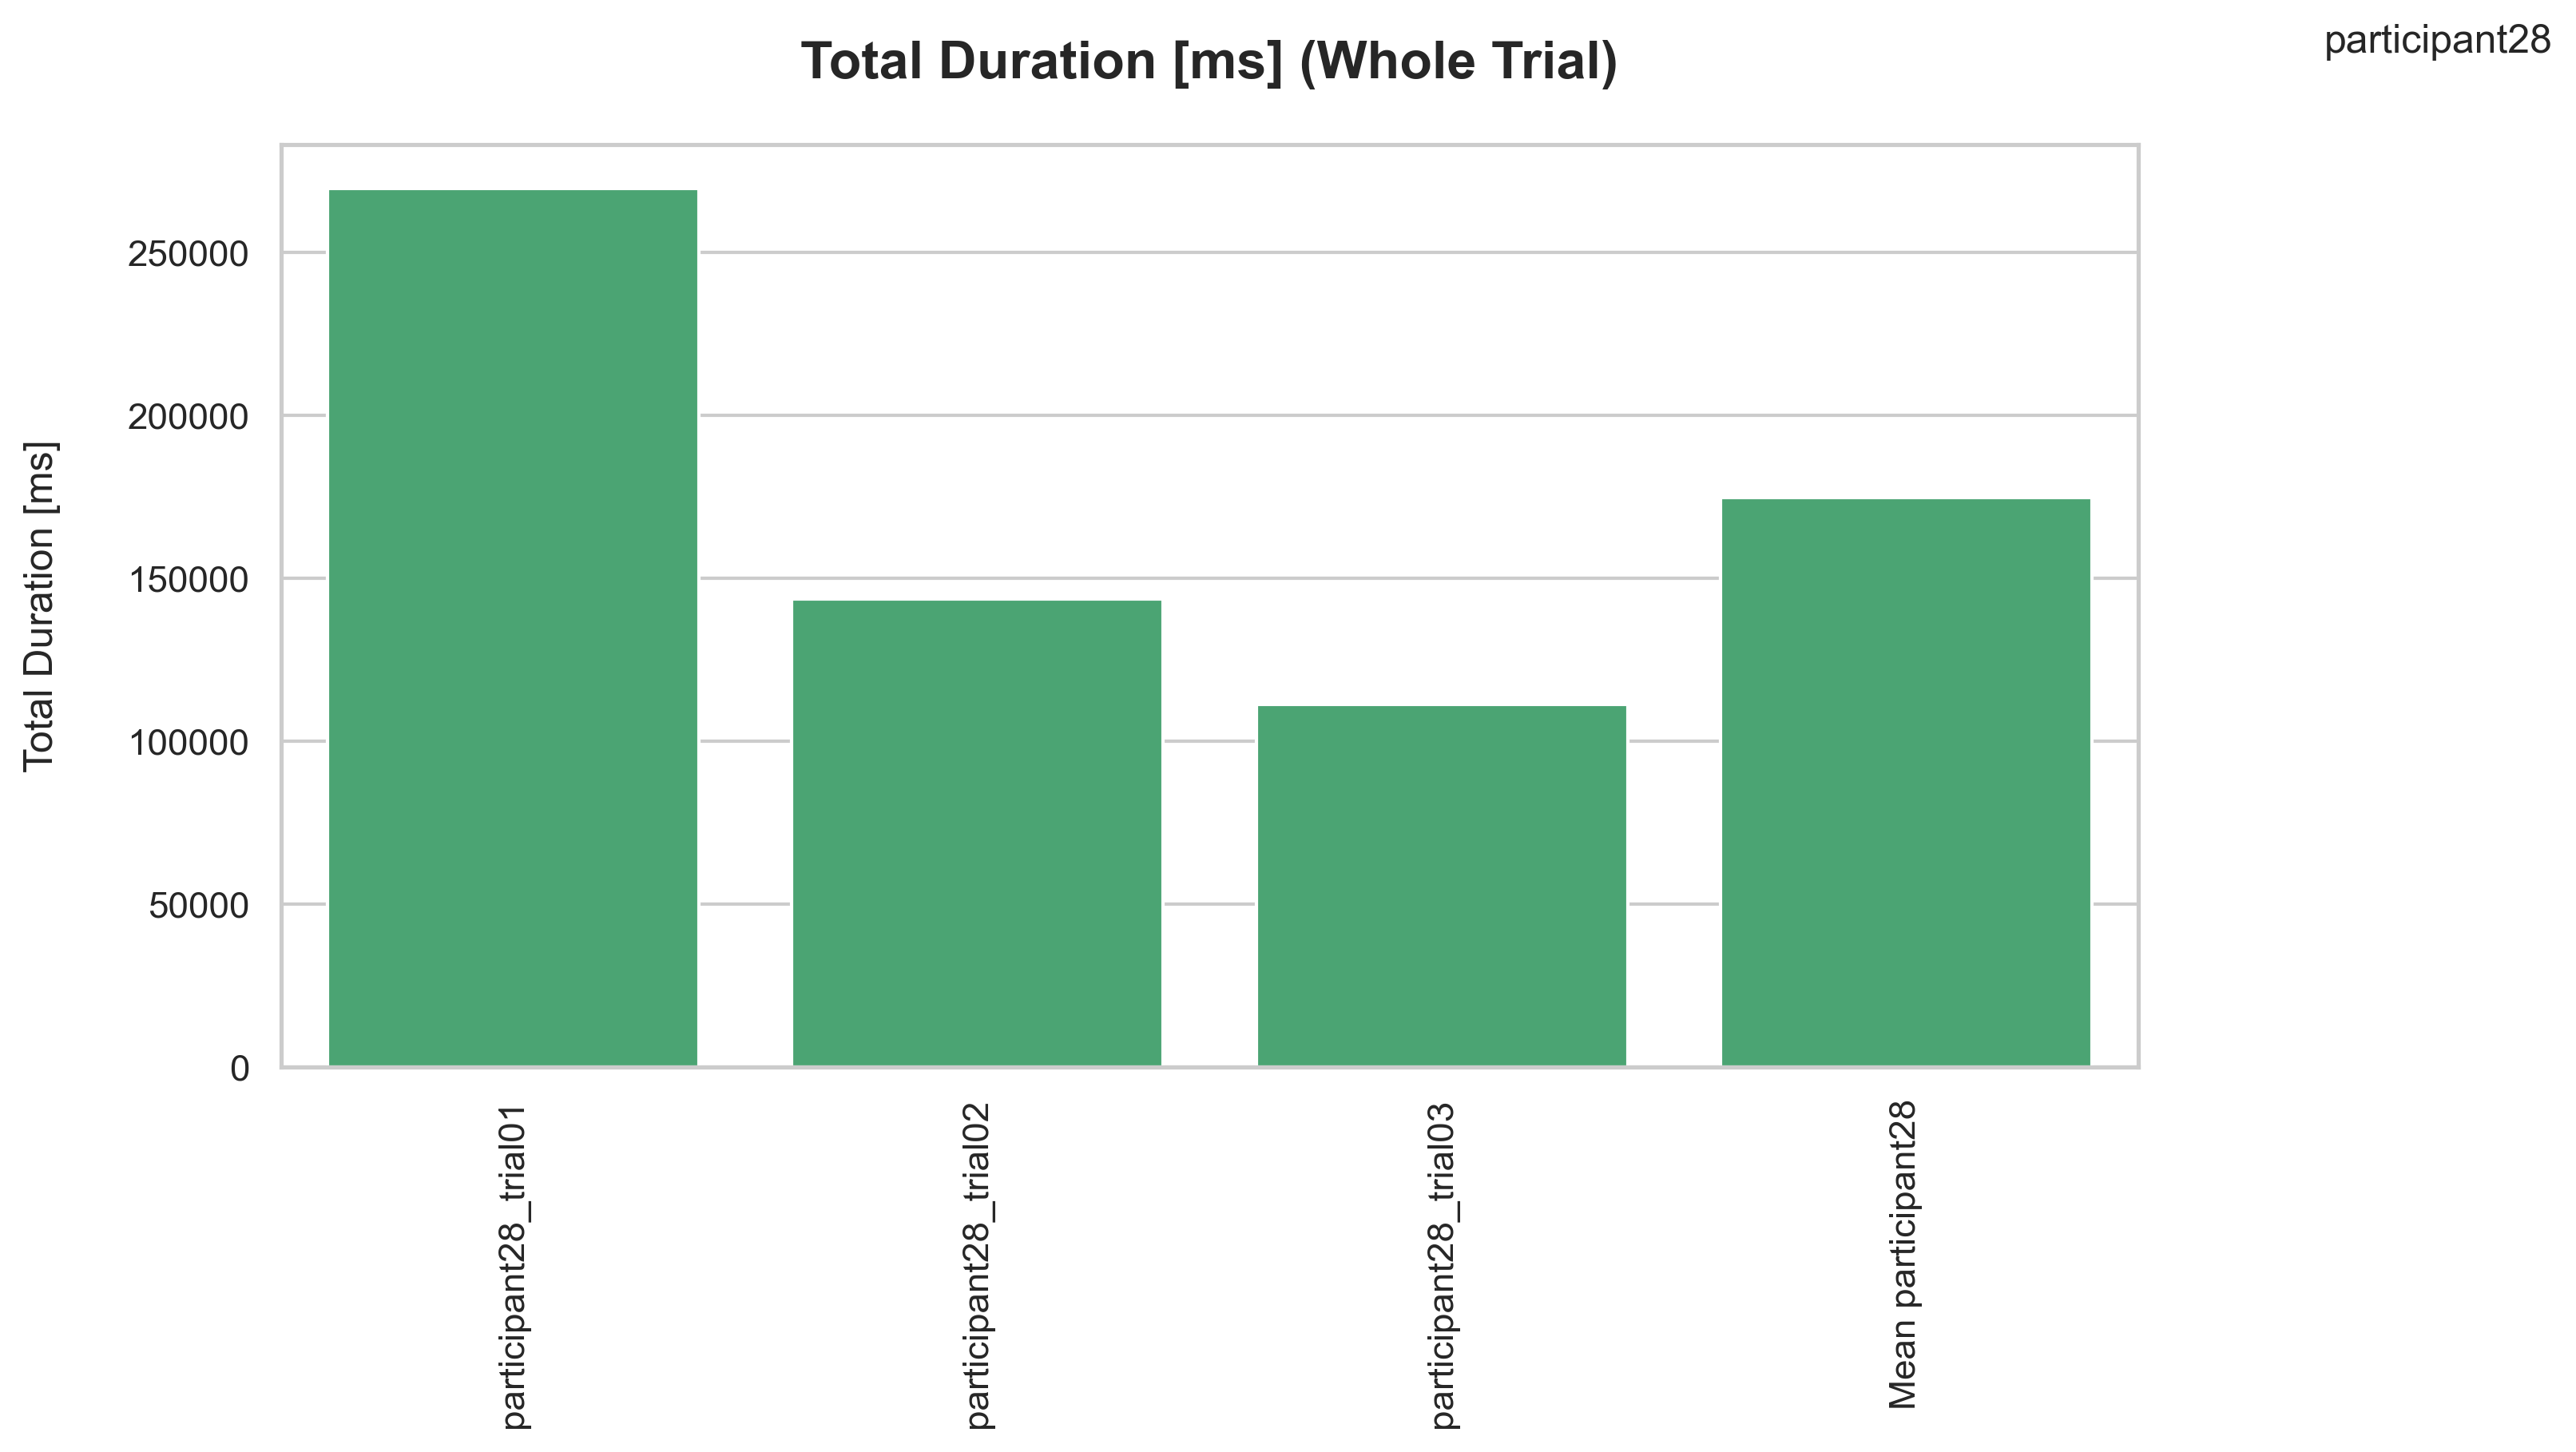 participant28
Total Duration [ms] (Whole Trial)
Total Duration [ms]
250000
200000
150000
100000
50000
0
participant28_trial01
participant28_trial02
participant28_trial03
Mean participant28